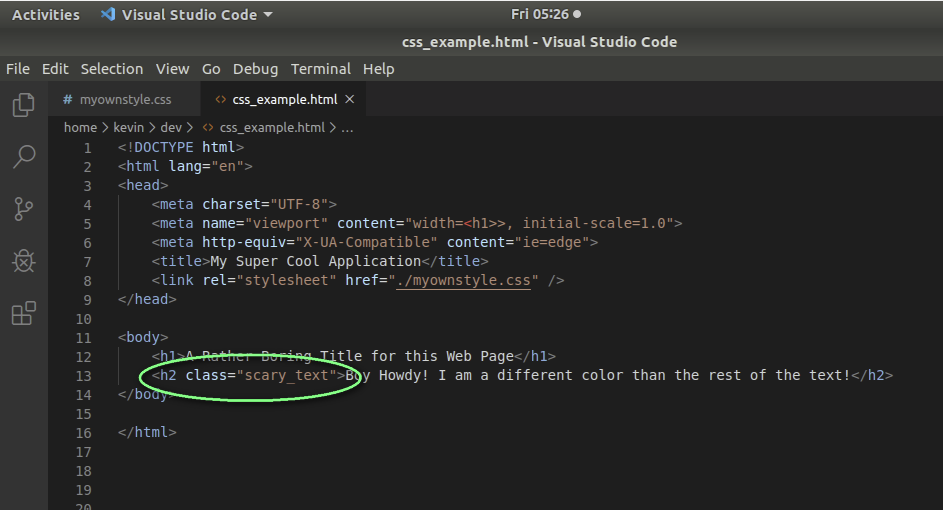 Activities Visual Studio Code Fri 05:26
css_example.html - Visual Studio Code
File Edit Selection View Go Debug Terminal Help
# myownstyle.css <> css_example.html ×
home > kevin > dev > <> css_example.html > ...
1 <!DOCTYPE html>
2 <html lang="en">
3 <head>
4 <meta charset="UTF-8">
5 <meta name="viewport" content="width=<h1>>, initial-scale=1.0">
6 <meta http-equiv="X-UA-Compatible" content="ie=edge">
7 <title>My Super Cool Application</title>
8 <link rel="stylesheet" href="./myownstyle.css" />
9 </head>
10
11 <body>
12 <h1>A Rather Boring Title for this Web Page</h1>
13 <h2 class="scary_text">Boy Howdy! I am a different color than the rest of the text!</h2>
14 </body>
15
16 </html>
17
18
19
20